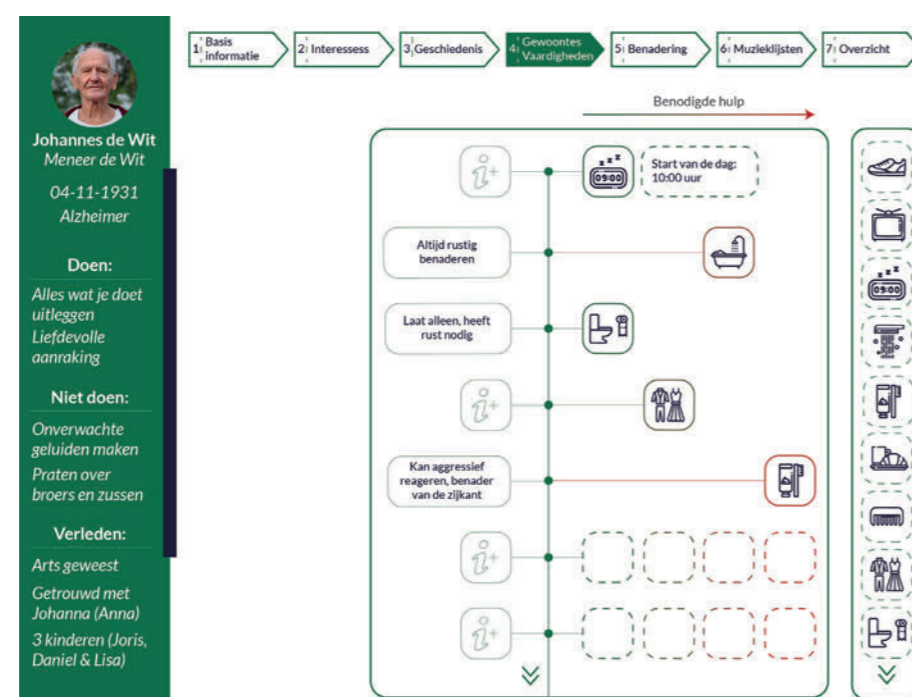 1 Basis
informatie
2 Interessess
3 Geschiedenis
4 Gewoontes
Vaardigheden
5 Benadering
6 Muzieklijsten
7 Overzicht
Johannes de Wit
Meneer de Wit
04-11-1931
Alzheimer
Doen:
Alles wat je doet
uitleggen
Liefdevolle
aanraking
Niet doen:
Onverwachte
geluiden maken
Praten over
broers en zussen
Verleden:
Arts geweest
Getrouwd met
Johanna (Anna)
3 kinderen (Joris,
Daniel & Lisa)
Benodigde hulp
i+
z z z
09:00
Start van de dag:
10:00 uur
Altijd rustig
benaderen
Laat alleen, heeft
rust nodig
i+
Kan aggressief
reageren, benader
van de zijkant
i+
i+
z z z
09:00